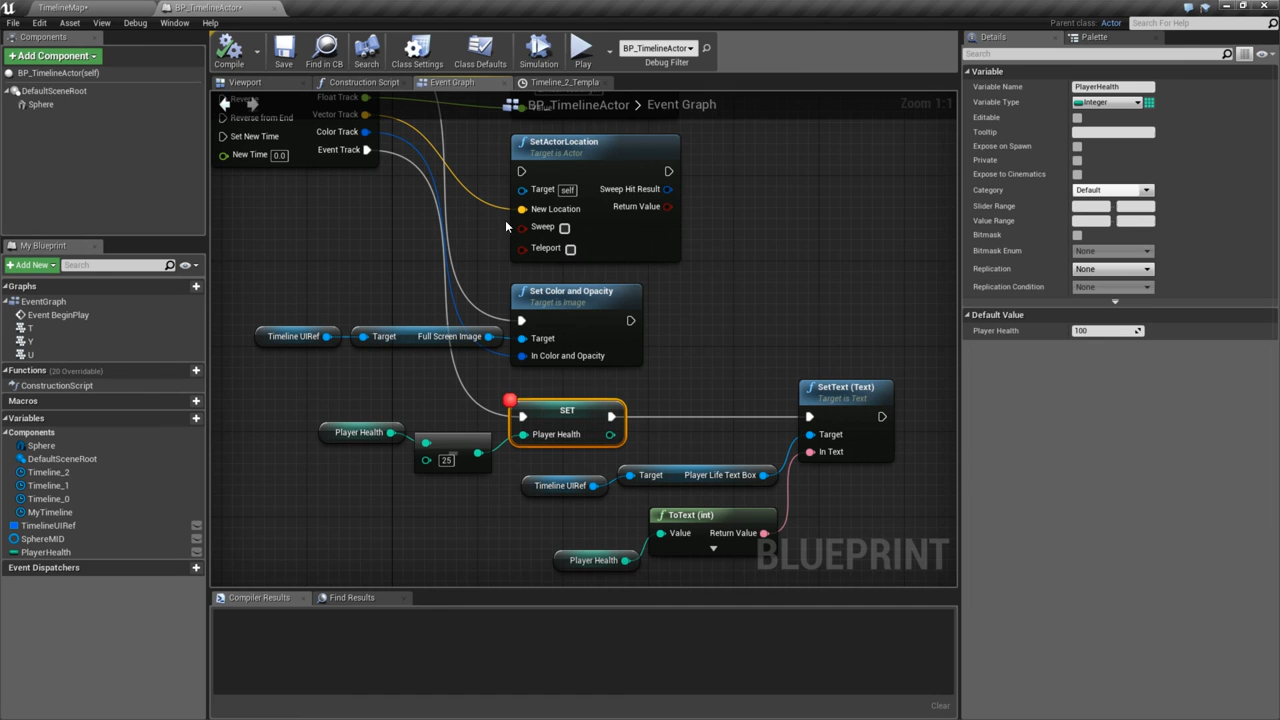 TimelineMap*
BP_TimelineActor*
File Edit Asset View Debug Window Help
Parent class: Actor
Search For Help
Components
+ Add Component
BP_TimelineActor(self)
DefaultSceneRoot
Sphere
Compile
Save
Find in CB
Search
Class Settings
Class Defaults
Simulation
Play
BP_TimelineActor
Debug Filter
Viewport
Construction Script
Event Graph
Timeline_2_Templa
BP_TimelineActor > Event Graph
Zoom 1:1
Reverse
Float Track
Reverse from End
Vector Track
Set New Time
Color Track
New Time 0.0
Event Track
SetActorLocation
Target is Actor
Target self
Sweep Hit Result
New Location
Return Value
Sweep
Teleport
Set Color and Opacity
Target is Image
Timeline UIRef
Target Full Screen Image
Target
In Color and Opacity
SET
Player Health
Player Health
25
SetText (Text)
Target is Text
Target
In Text
Timeline UIRef
Target Player Life Text Box
ToText (int)
Value Return Value
Player Health
BLUEPRINT
My Blueprint
+ Add New
Search
Graphs
EventGraph
Event BeginPlay
T
Y
U
Functions (20 Overridable)
ConstructionScript
Macros
Variables
Components
Sphere
DefaultSceneRoot
Timeline_2
Timeline_1
Timeline_0
MyTimeline
TimelineUIRef
SphereMID
PlayerHealth
Event Dispatchers
Compiler Results
Find Results
Clear
Details
Palette
Search
Variable
Variable Name PlayerHealth
Variable Type Integer
Editable
Tooltip
Expose on Spawn
Private
Expose to Cinematics
Category Default
Slider Range
Value Range
Bitmask
Bitmask Enum None
Replication None
Replication Condition None
Default Value
Player Health 100